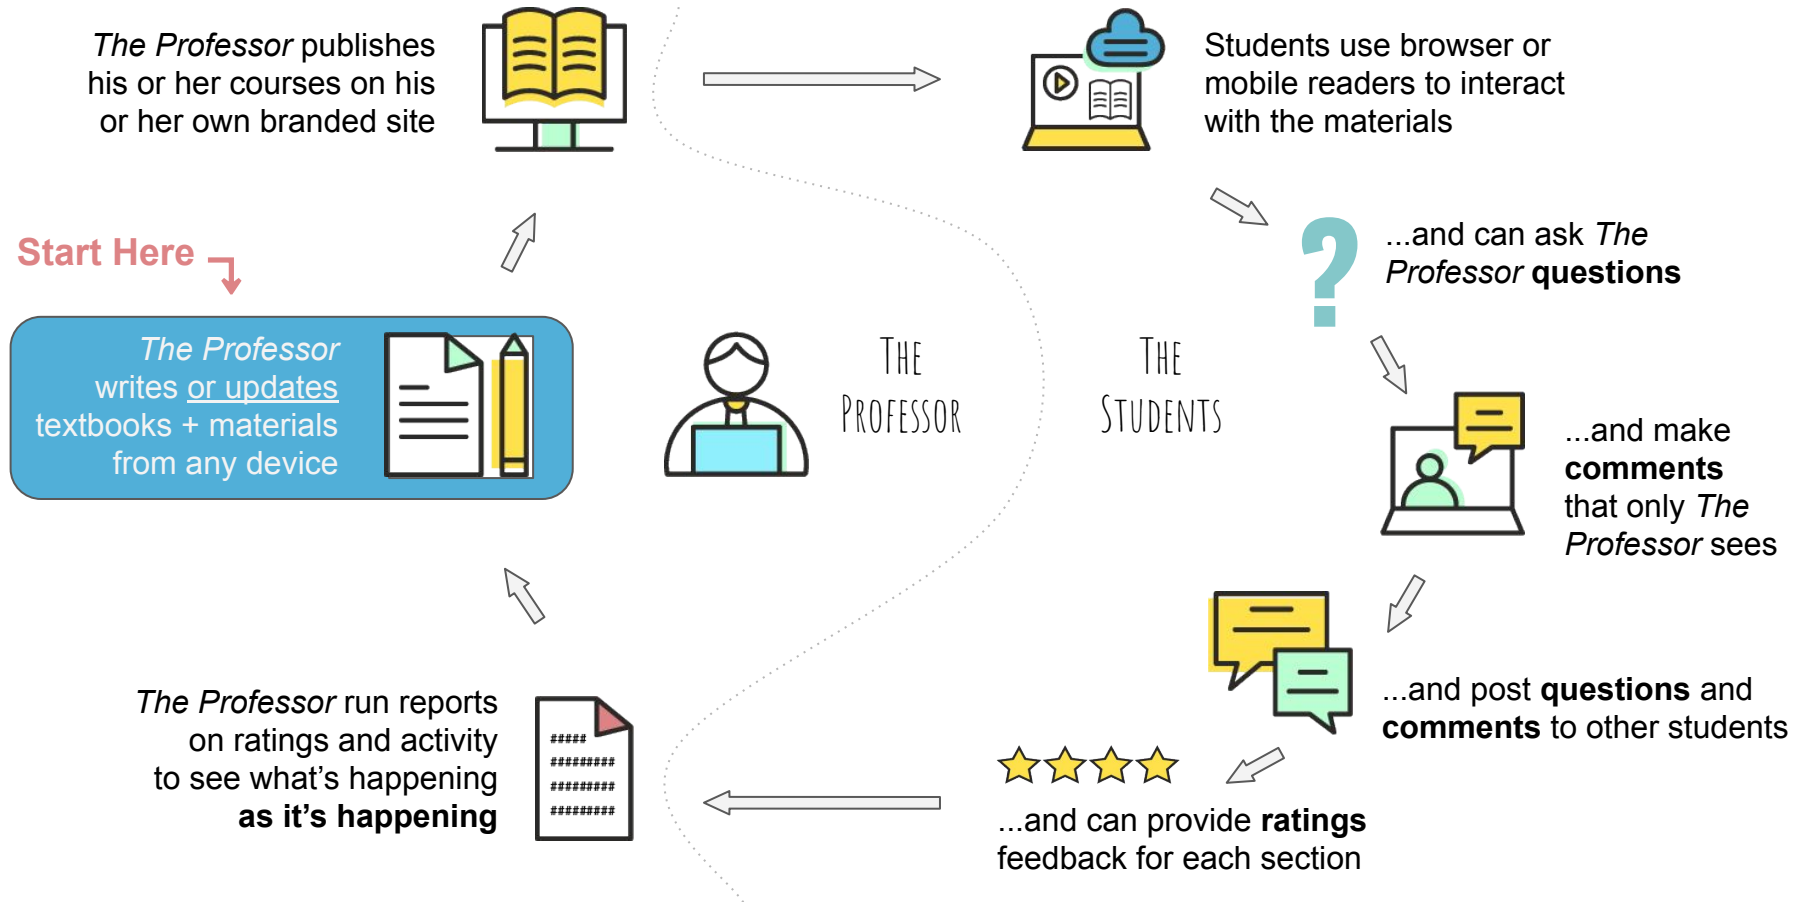 The Professor publishes
his or her courses on his
or her own branded site
Students use browser or
mobile readers to interact
with the materials
Start Here
...and can ask The
Professor questions
The Professor
writes or updates
textbooks + materials
from any device
THE
PROFESSOR
THE
STUDENTS
...and make
comments
that only The
Professor sees
...and post questions and
comments to other students
...and can provide ratings
feedback for each section
The Professor run reports
on ratings and activity
to see what's happening
as it's happening
#####
#########
#########
#########